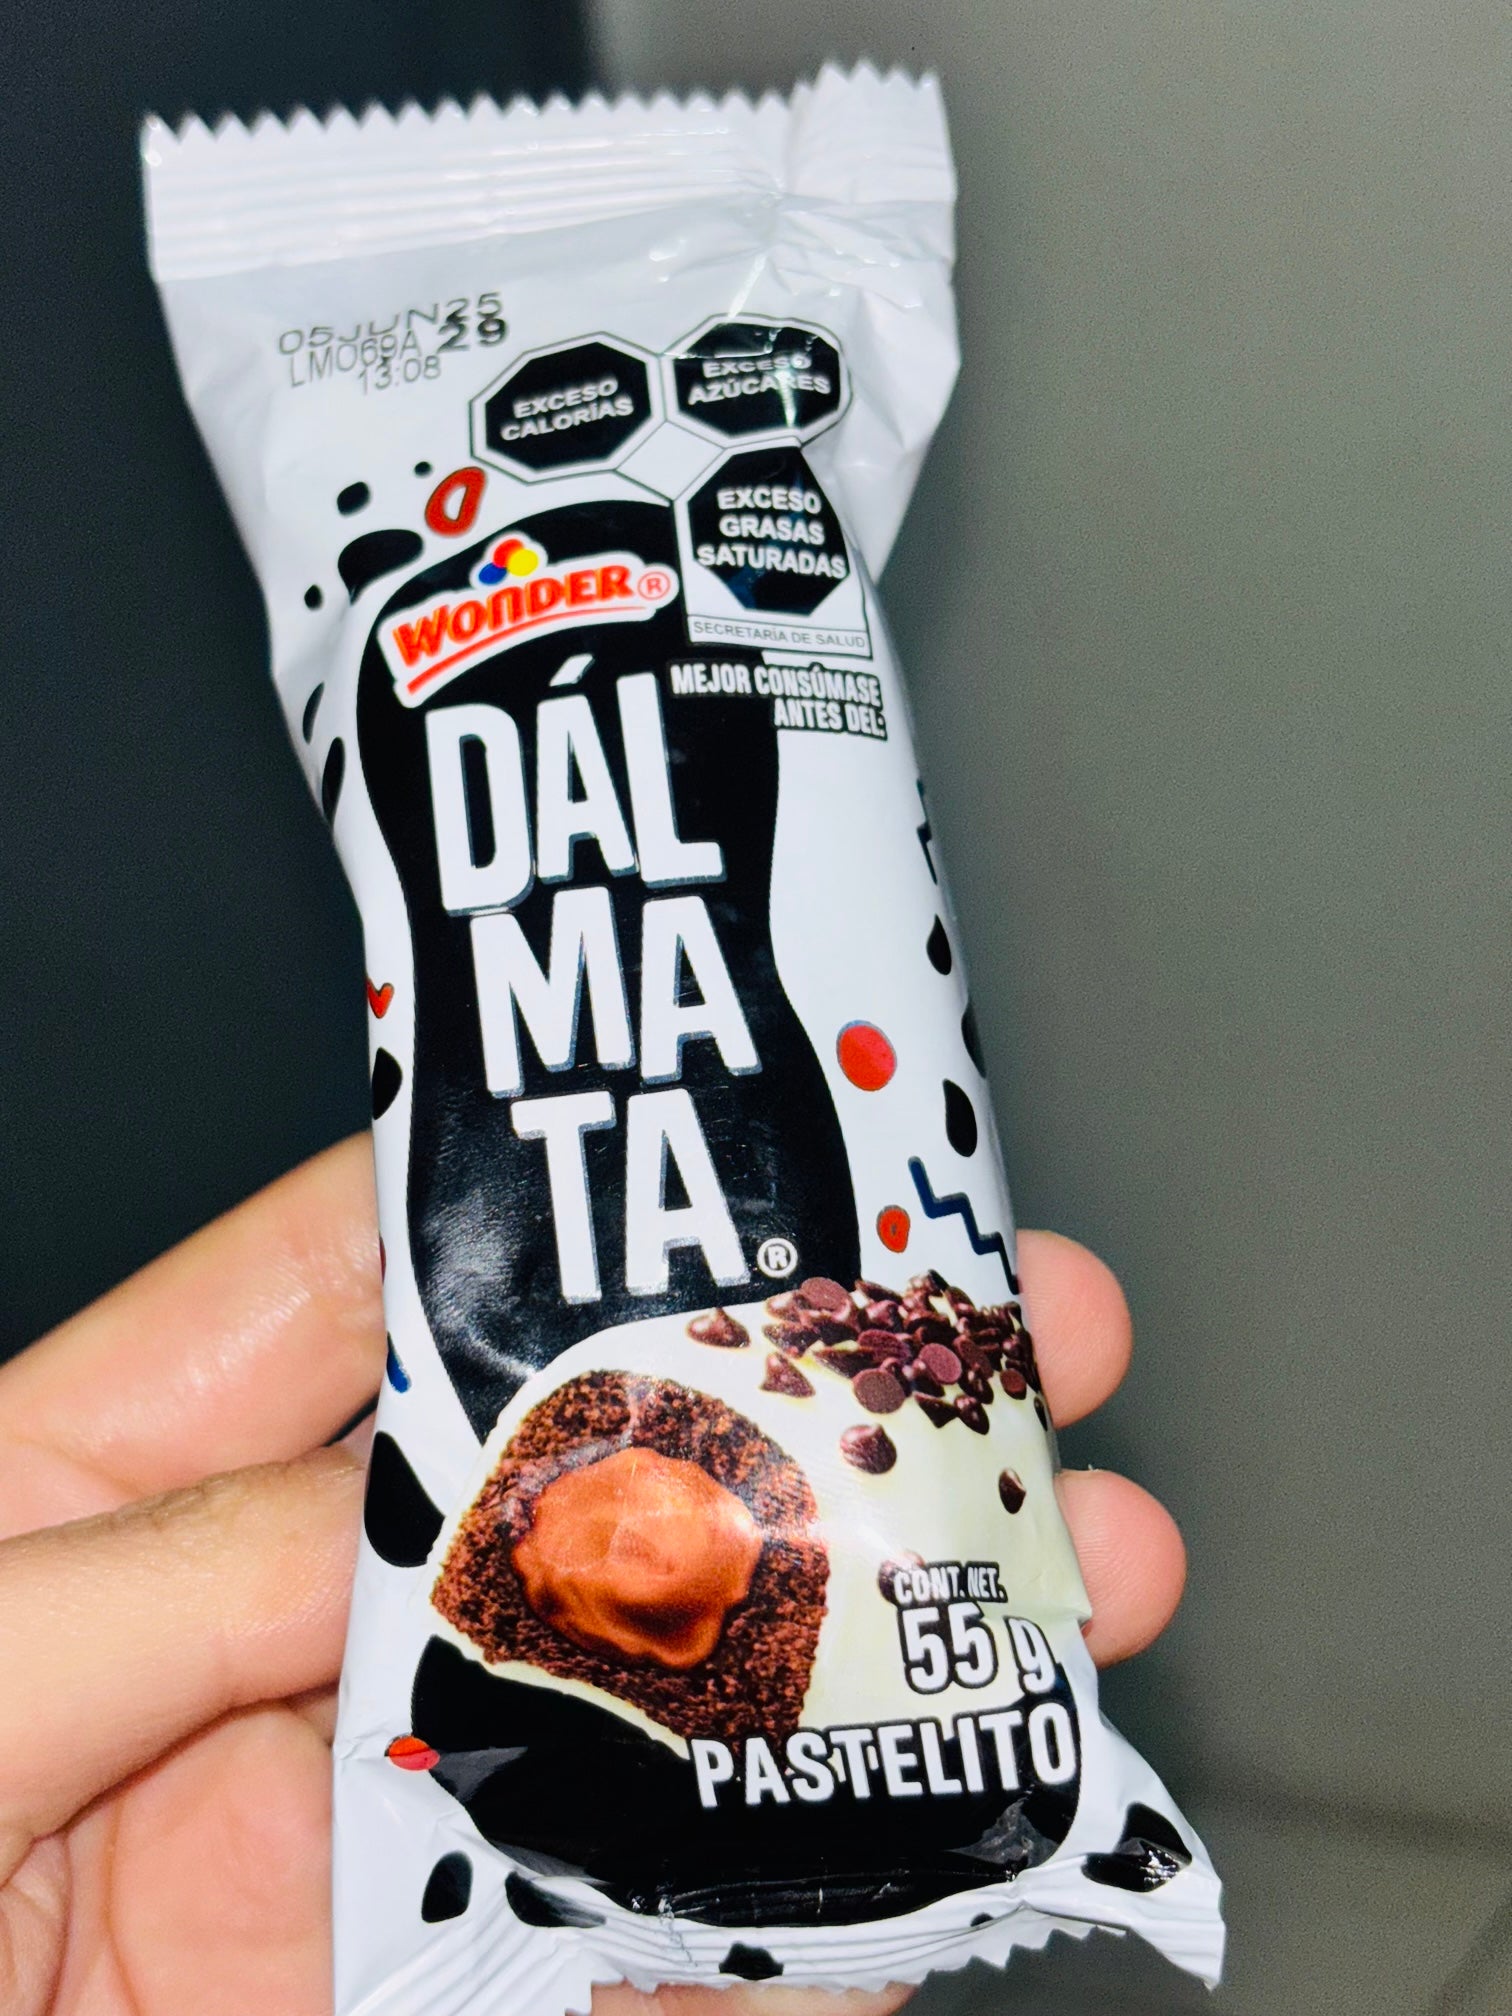 05JUN25
LMO69A 29
13:08
EXCESO
CALORÍAS
EXCESO
AZÚCARES
EXCESO
GRASAS
SATURADAS
SECRETARÍA DE SALUD
WONDER®
MEJOR CONSÚMASE
ANTES DEL:
DÁL
MA
TA®
CONT. NET.
55 g
PASTELITO